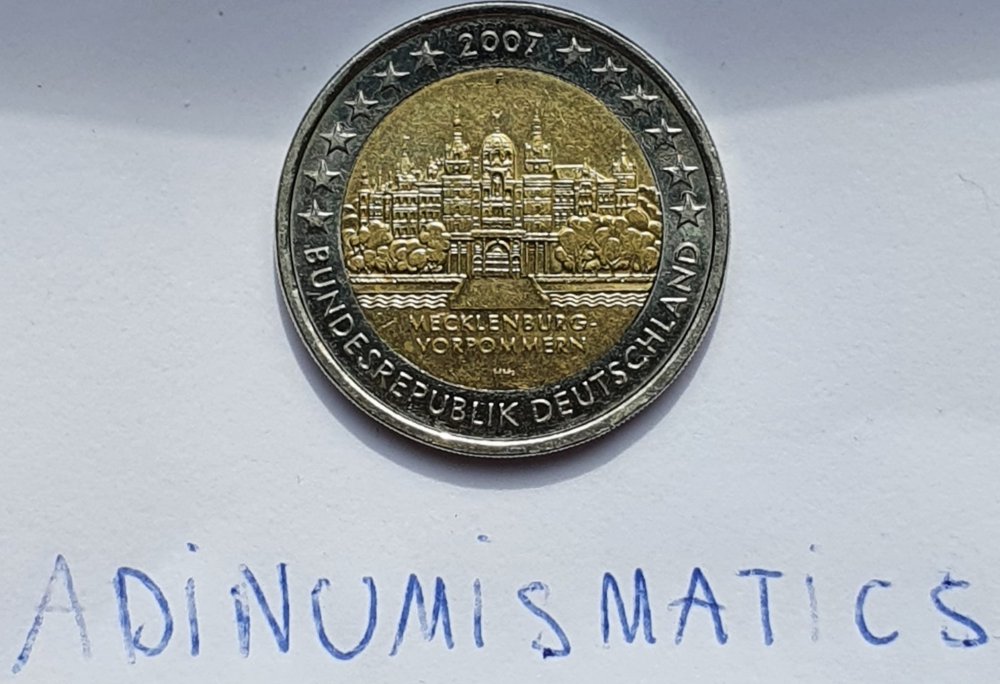 2007
MECKLENBURG-
VORPOMMERN
BUNDESREPUBLIK DEUTSCHLAND
ADiNUMiSMATiCS